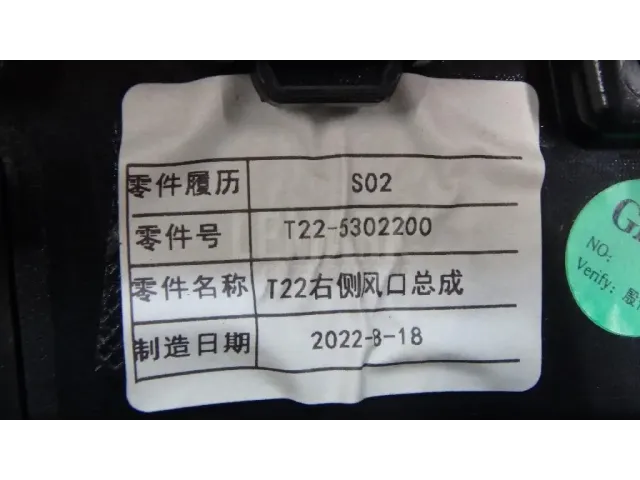 零件履历 S02
零件号 T22-5302200
零件名称 T22右侧风口总成
制造日期 2022-8-18
NO:
Verify: